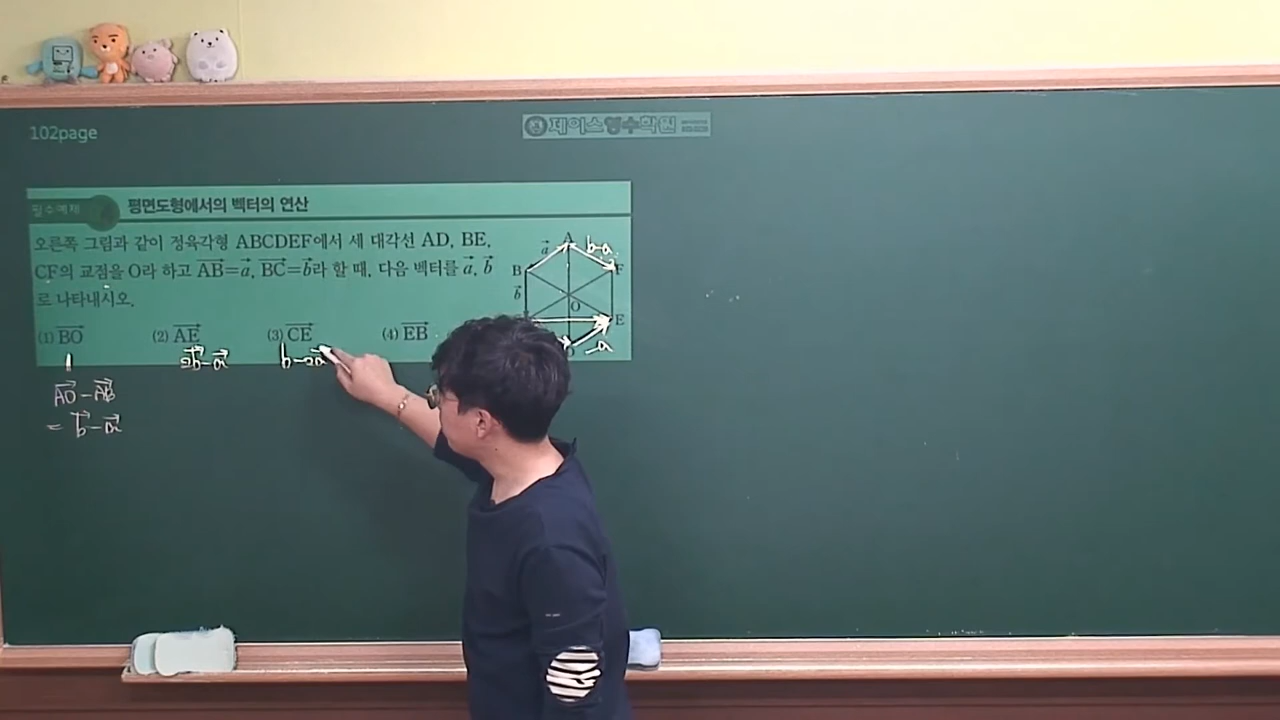 102page
제이스영수학원
필수예제
평면도형에서의 벡터의 연산
오른쪽 그림과 같이 정육각형 ABCDEF에서 세 대각선 AD, BE,
CF의 교점을 O라 하고 AB=a, BC=b라 할 때, 다음 벡터를 a, b
로 나타내시오.
(1) BO (2) AE (3) CE (4) EB
1
AO-AB
= b-a
2b-a
b-2a
A
a
b-a
B
F
b
O
E
-a